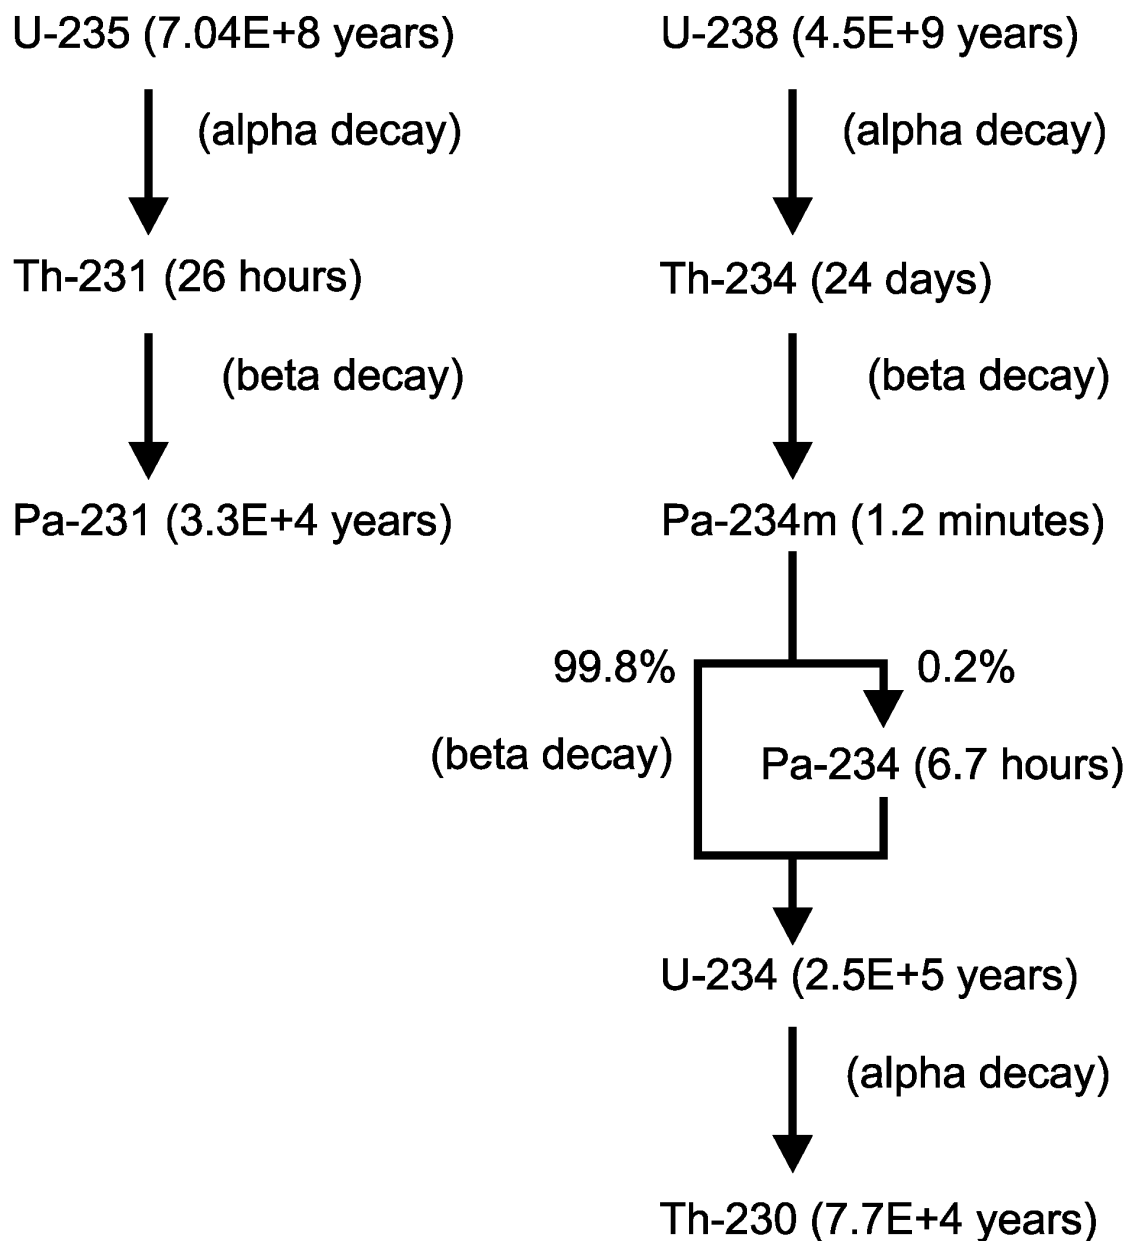 U-235 (7.04E+8 years)
(alpha decay)
Th-231 (26 hours)
(beta decay)
Pa-231 (3.3E+4 years)
U-238 (4.5E+9 years)
(alpha decay)
Th-234 (24 days)
(beta decay)
Pa-234m (1.2 minutes)
99.8%
(beta decay)
0.2%
Pa-234 (6.7 hours)
U-234 (2.5E+5 years)
(alpha decay)
Th-230 (7.7E+4 years)